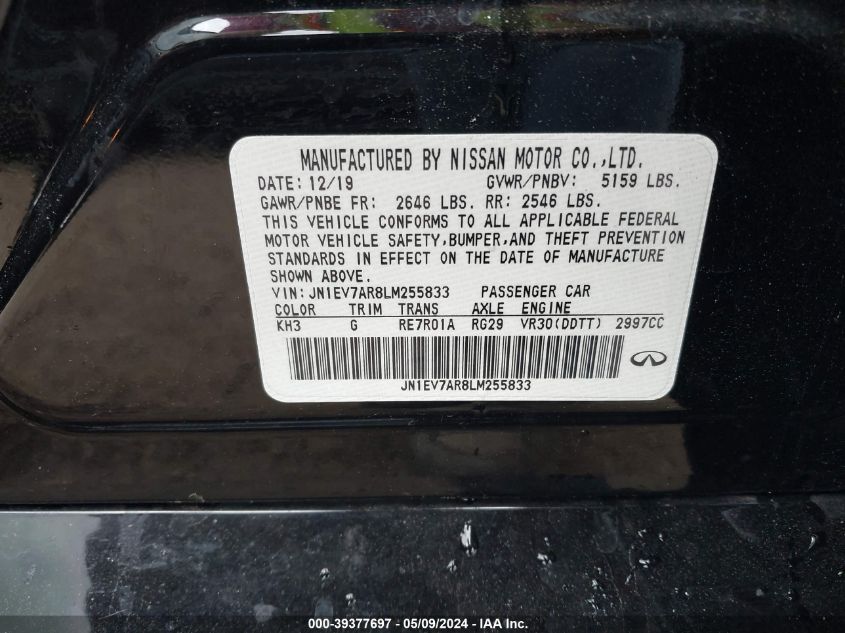 MANUFACTURED BY NISSAN MOTOR CO.,LTD.
DATE: 12/19 GVWR/PNBV: 5159 LBS.
GAWR/PNBE FR: 2646 LBS. RR: 2546 LBS.
THIS VEHICLE CONFORMS TO ALL APPLICABLE FEDERAL
MOTOR VEHICLE SAFETY,BUMPER,AND THEFT PREVENTION
STANDARDS IN EFFECT ON THE DATE OF MANUFACTURE
SHOWN ABOVE.
VIN: JN1EV7AR8LM255833 PASSENGER CAR
COLOR TRIM TRANS AXLE ENGINE
KH3 G RE7R01A RG29 VR30(DDTT) 2997CC
JN1EV7AR8LM255833
000-39377697 - 05/09/2024 - IAA Inc.